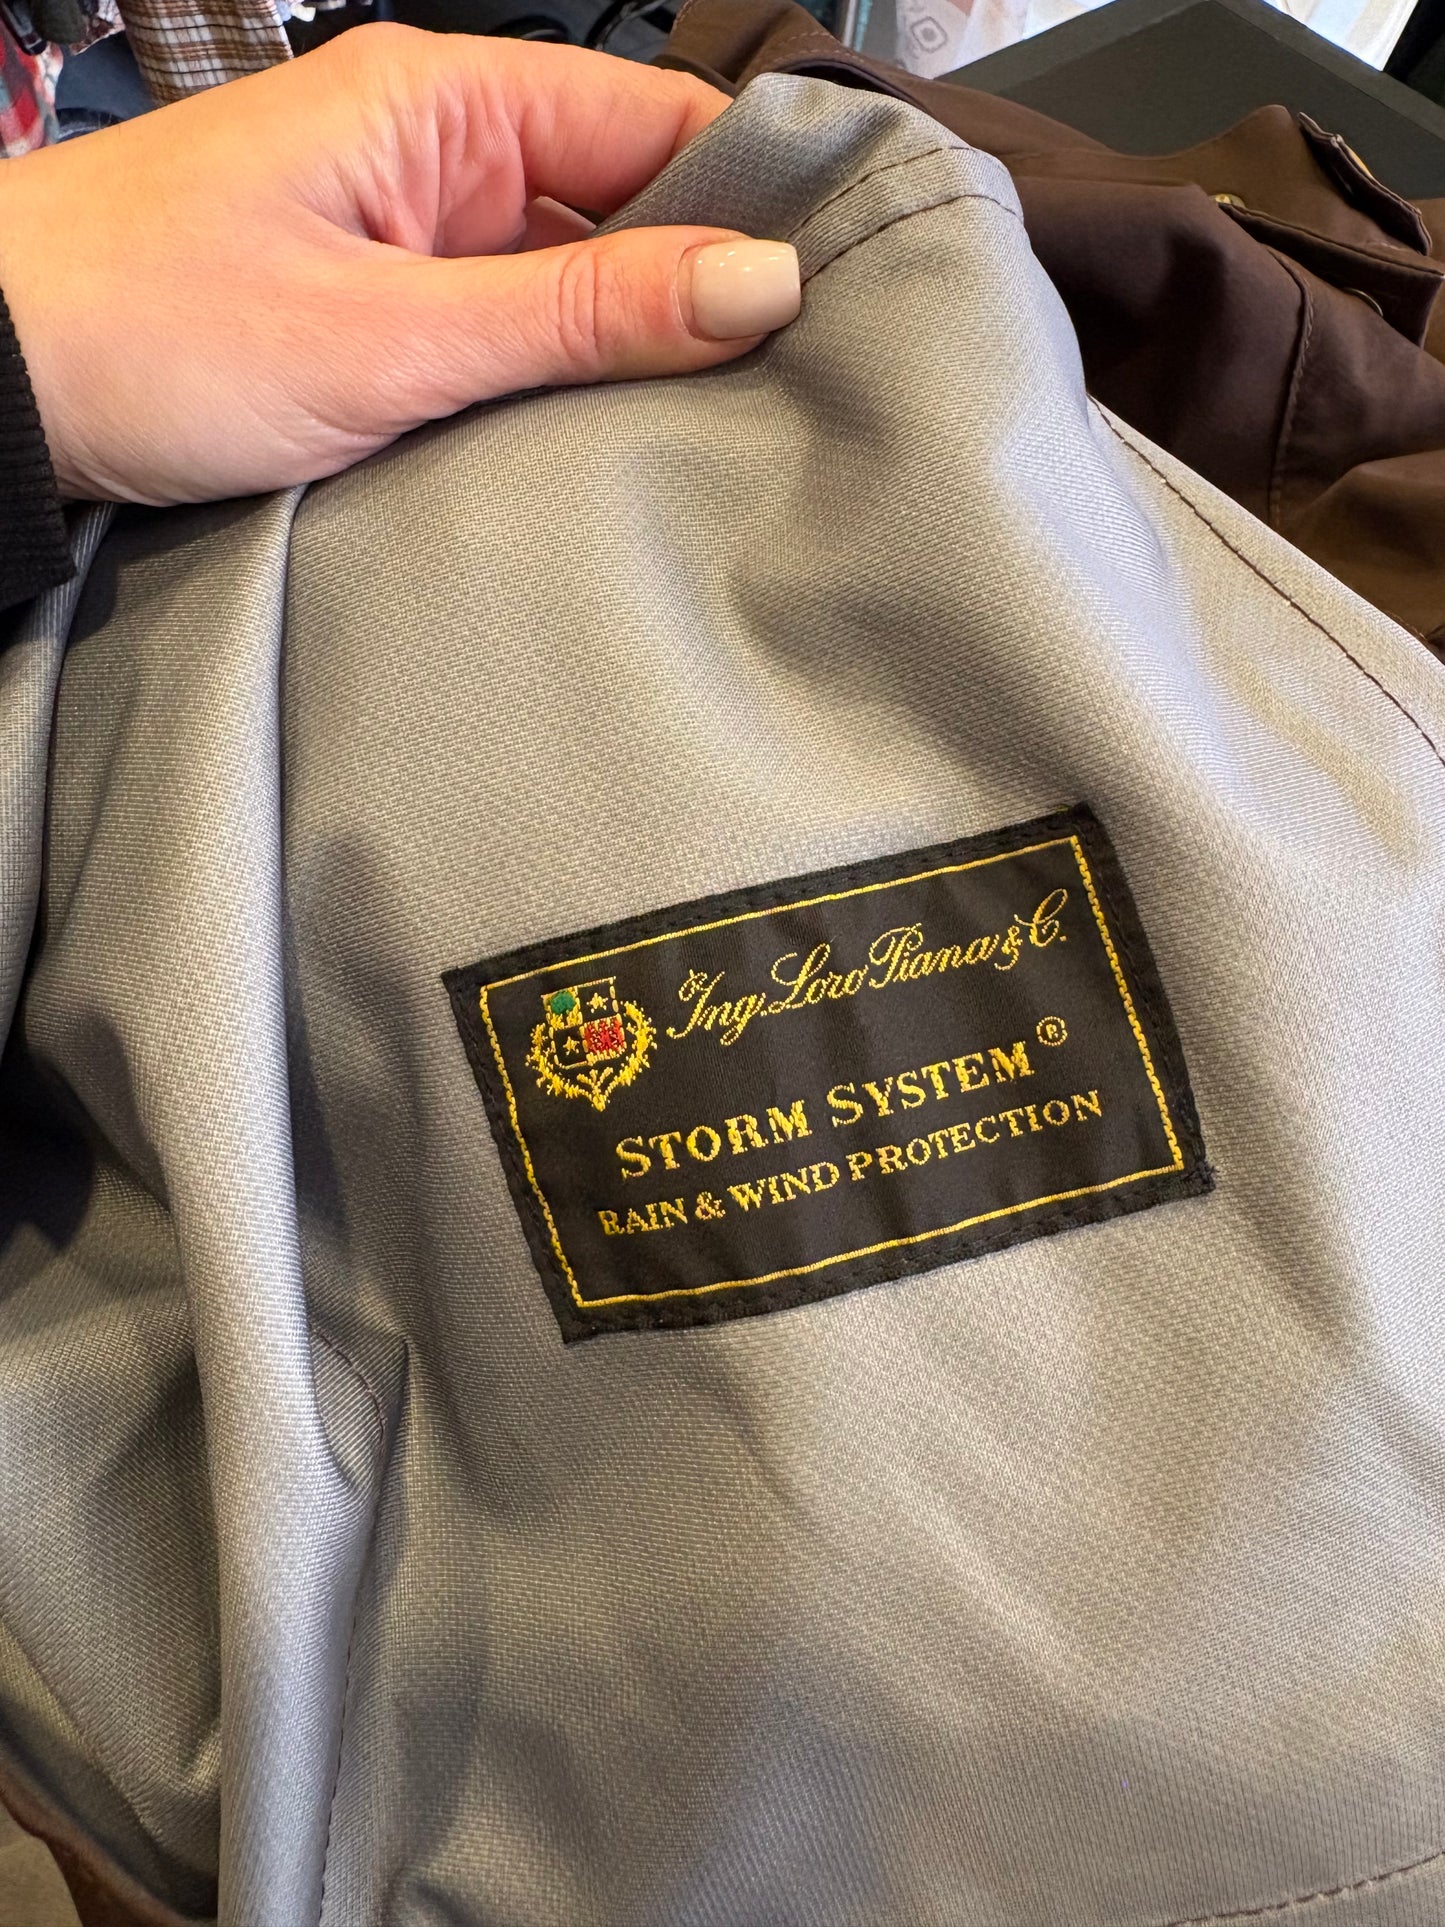 Ing. Loro Piana & C.
STORM SYSTEM ®
RAIN & WIND PROTECTION